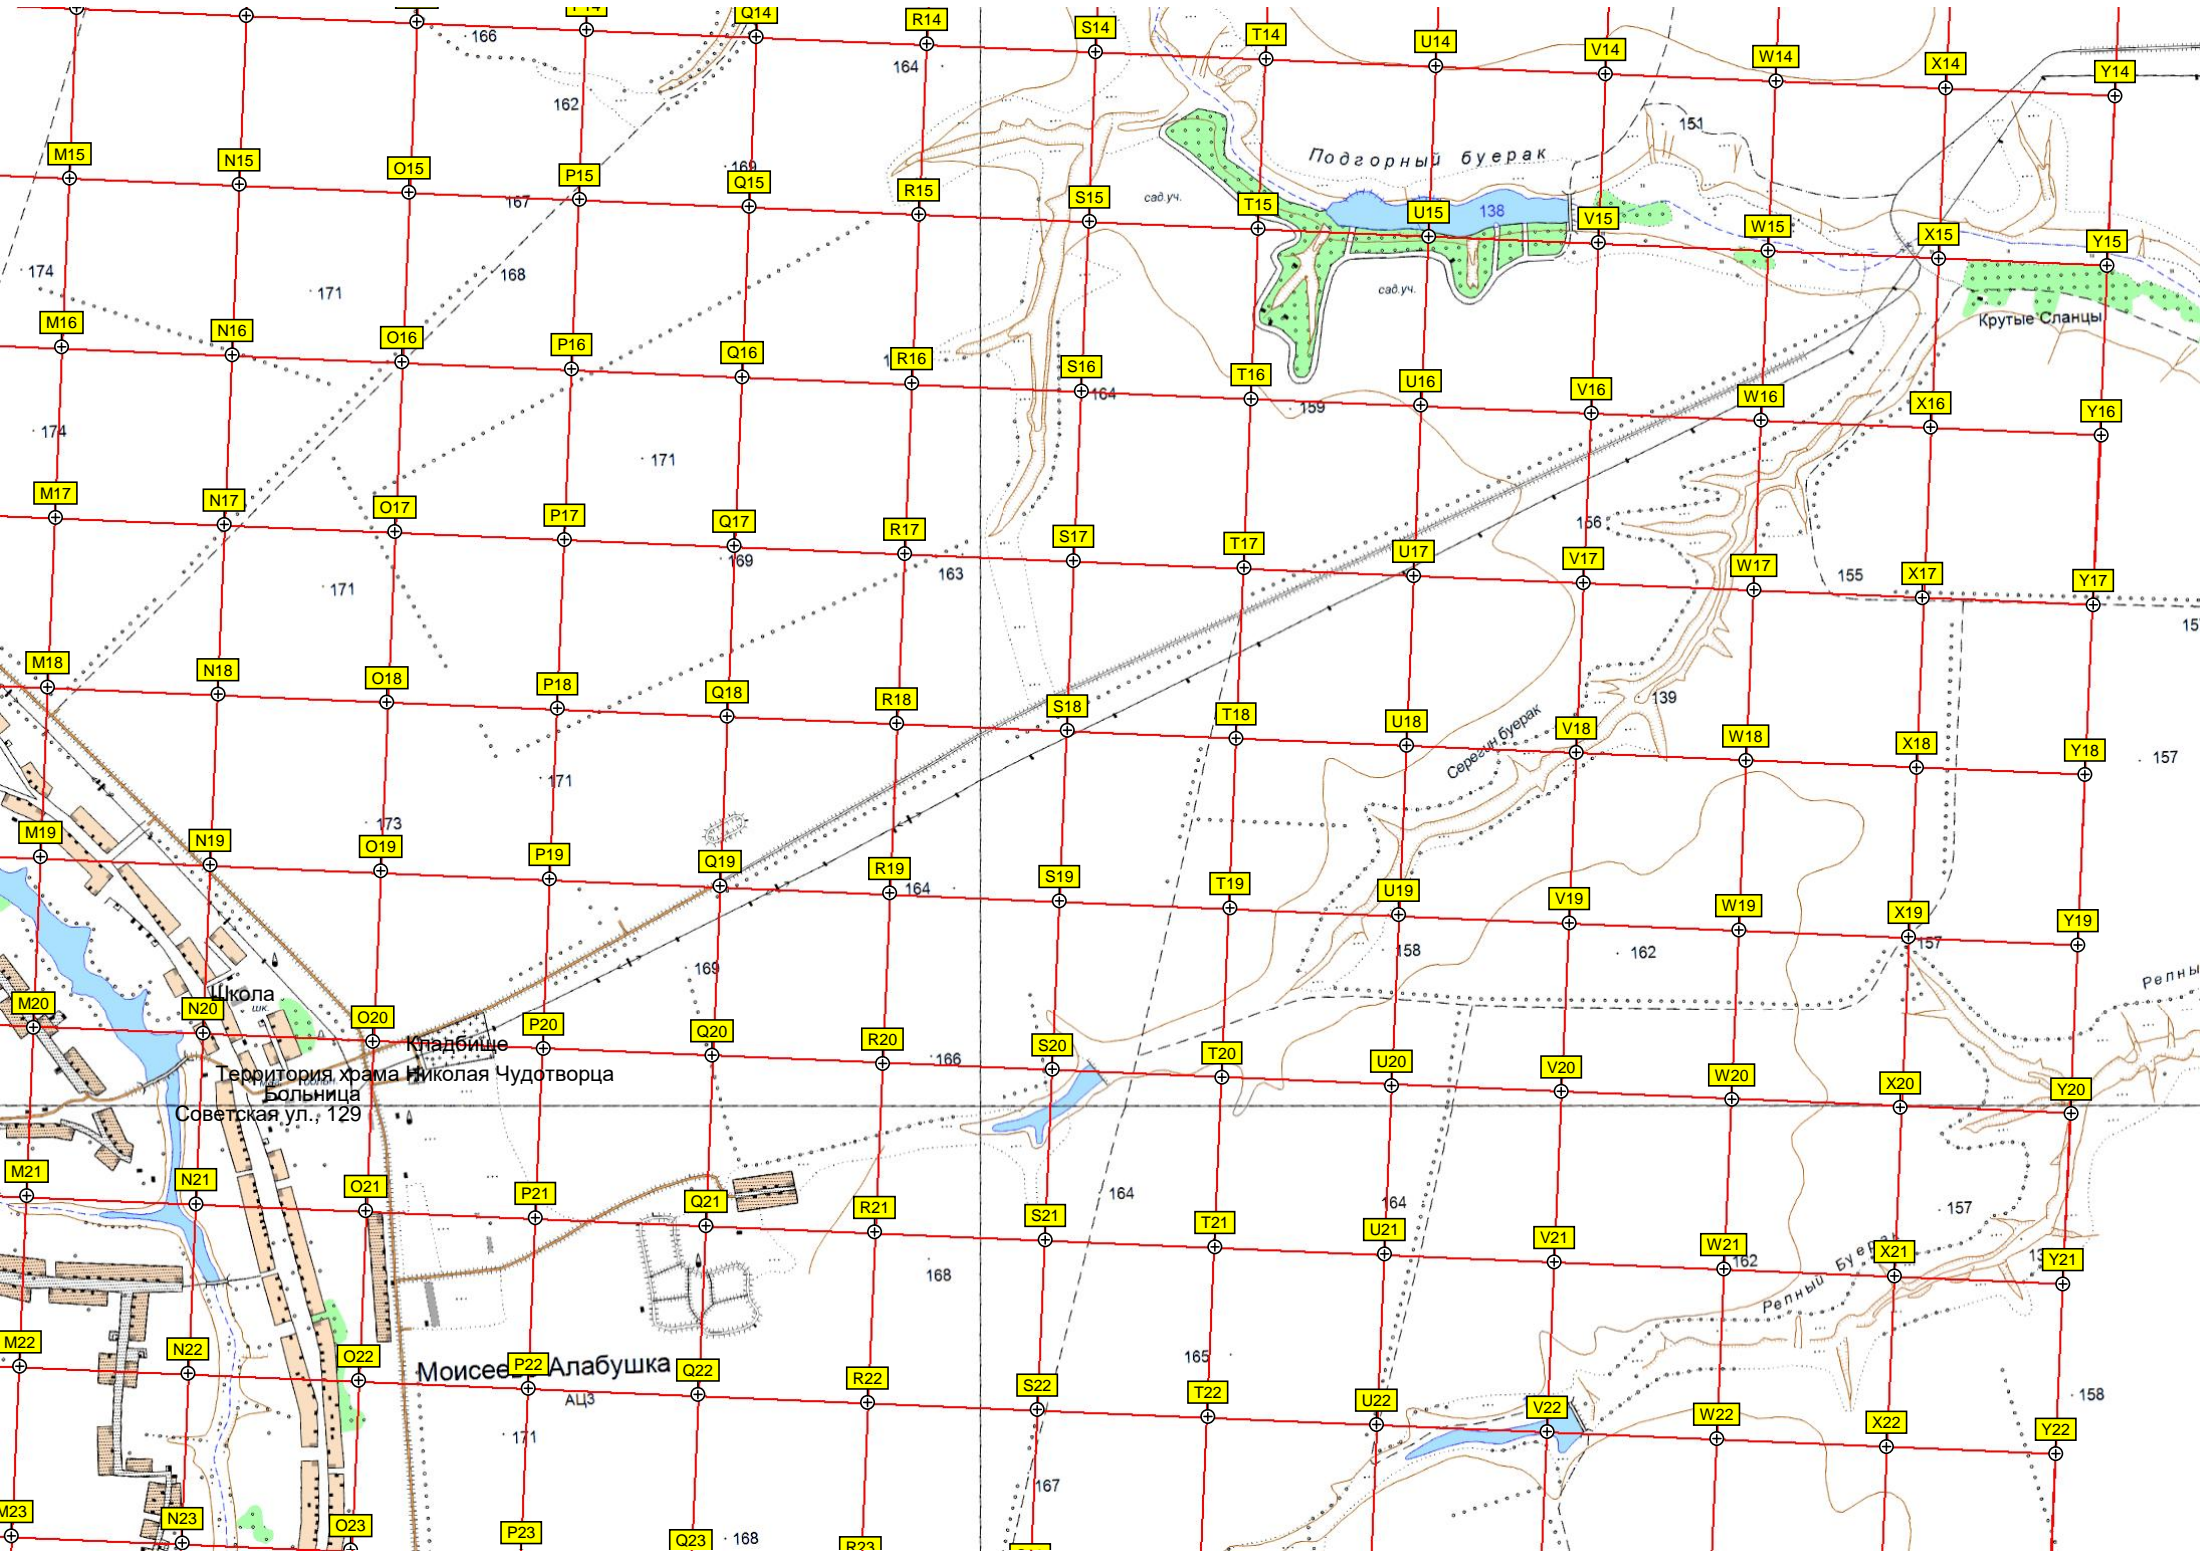 Q14 R14 S14 T14 U14 V14 W14 X14 Y14
166 164 162 151
Подгорный буерак
M15 N15 O15 P15 169 Q15 R15 S15 сад.уч. T15 U15 138 V15 W15 X15 Y15
167
174 171 168 сад.уч.
Крутые Сланцы
M16 N16 O16 P16 Q16 R16 S16 T16 U16 V16 W16 X16 Y16
164 159
174 171
M17 N17 O17 P17 Q17 R17 S17 T17 U17 V17 W17 X17 Y17
156
171 169 163 155
M18 N18 O18 P18 Q18 R18 S18 T18 U18 V18 W18 X18 Y18
139
Серегин буерак
171 157
173
M19 N19 O19 P19 Q19 R19 S19 T19 U19 V19 W19 X19 Y19
164
169 158 162 157
Школа
шк.
M20 N20 O20 P20 Q20 R20 S20 T20 U20 V20 W20 X20 Y20
Кладбище
166
Территория храма Николая Чудотворца
Больница
Советская ул., 129
M21 N21 O21 P21 Q21 R21 S21 T21 U21 V21 W21 X21 Y21
164 164 157
168 162
Репный Буерак
165
M22 N22 O22 P22 Q22 R22 S22 T22 U22 V22 W22 X22 Y22
Алабушка
АЦЗ
171 158
167
M23 N23 O23 P23 Q23 168 R23